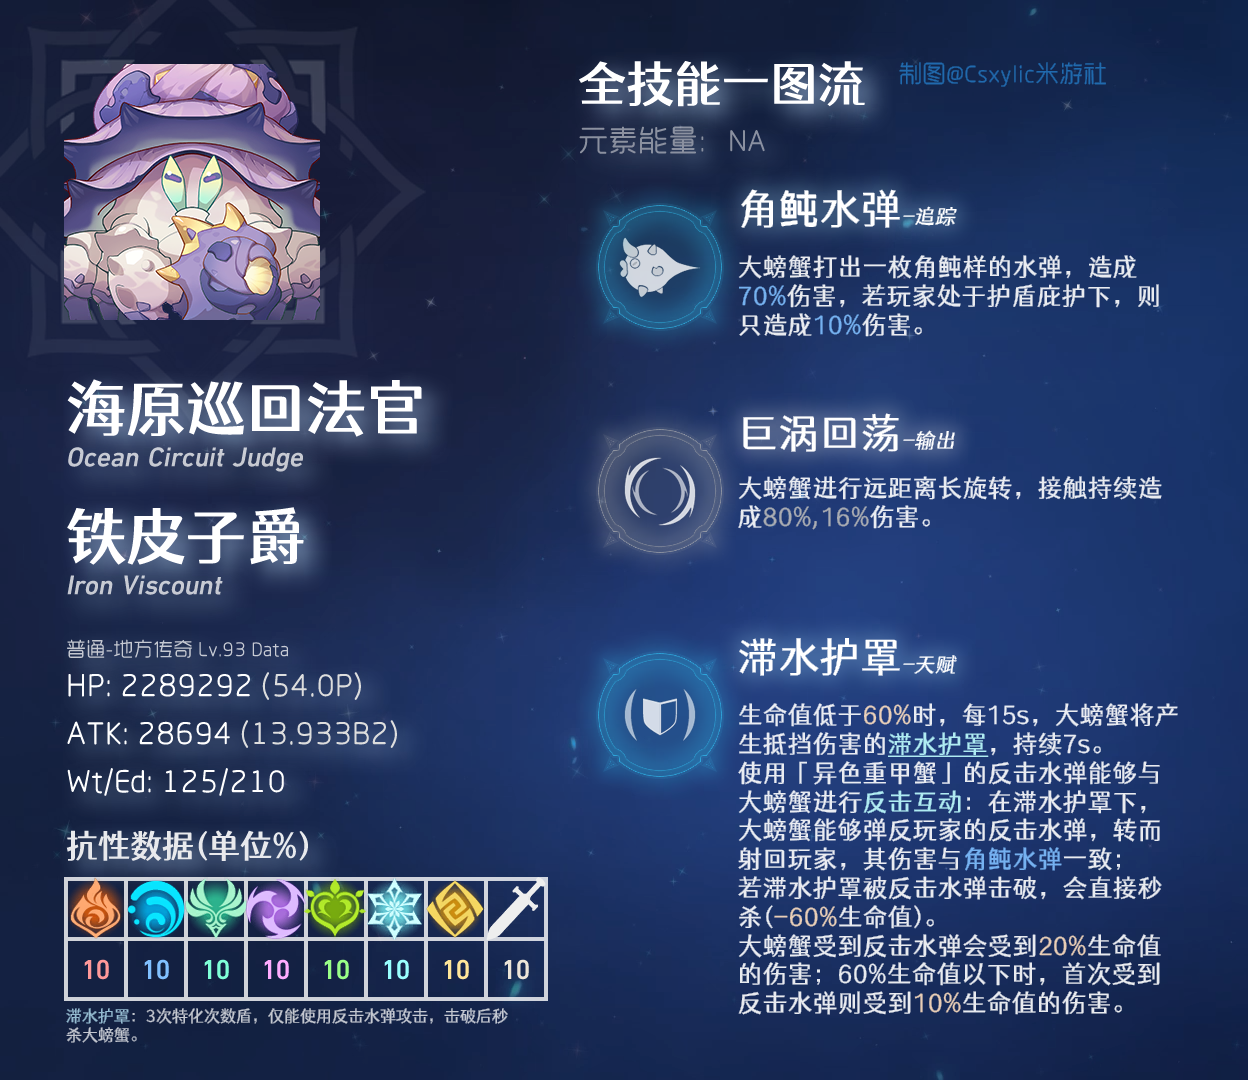 全技能一图流
制图@Csxylic米游社
元素能量: NA
角鲀水弹-追踪
大螃蟹打出一枚角鲀样的水弹，造成
70%伤害，若玩家处于护盾庇护下，则
只造成10%伤害。
巨涡回荡-输出
大螃蟹进行远距离长旋转，接触持续造
成80%,16%伤害。
滞水护罩-天赋
生命值低于60%时，每15s，大螃蟹将产
生抵挡伤害的滞水护罩，持续7s。
使用「异色重甲蟹」的反击水弹能够与
大螃蟹进行反击互动：在滞水护罩下，
大螃蟹能够弹反玩家的反击水弹，转而
射回玩家，其伤害与角鲀水弹一致；
若滞水护罩被反击水弹击破，会直接秒
杀(-60%生命值)。
大螃蟹受到反击水弹会受到20%生命值
的伤害；60%生命值以下时，首次受到
反击水弹则受到10%生命值的伤害。
海原巡回法官
Ocean Circuit Judge
铁皮子爵
Iron Viscount
普通-地方传奇 Lv.93 Data
HP: 2289292 (54.0P)
ATK: 28694 (13.933B2)
Wt/Ed: 125/210
抗性数据(单位%)
10 10 10 10 10 10 10 10
滞水护罩：3次特化次数盾，仅能使用反击水弹攻击，击破后秒
杀大螃蟹。